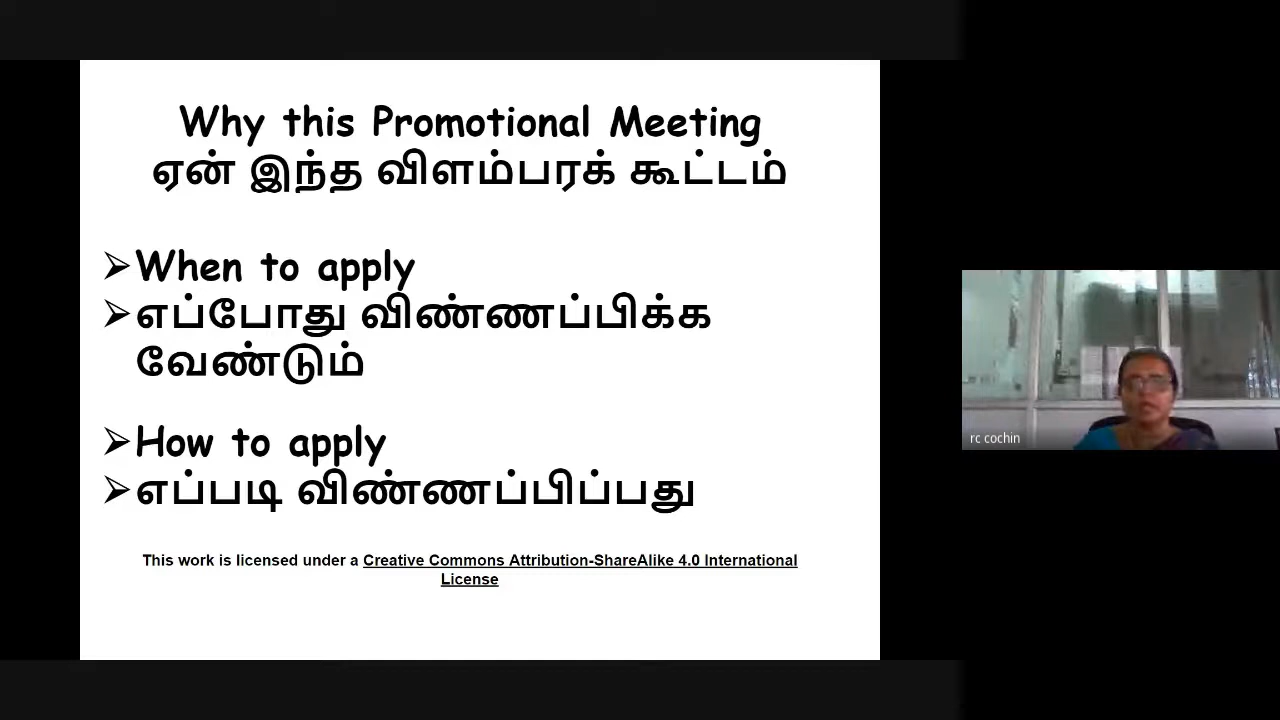 Why this Promotional Meeting
ஏன் இந்த விளம்பரக் கூட்டம்
➢When to apply
➢எப்போது விண்ணப்பிக்க
வேண்டும்
➢How to apply
➢எப்படி விண்ணப்பிப்பது
This work is licensed under a Creative Commons Attribution-ShareAlike 4.0 International
License
rc cochin